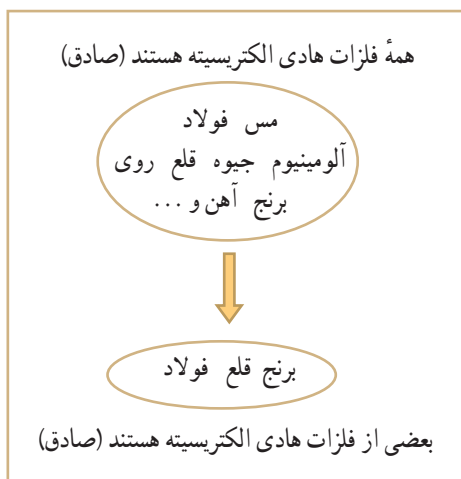 همهٔ فلزات هادی الکتریسیته هستند (صادق)
مس فولاد
آلومینیوم جیوه قلع روی
برنج آهن و ...
برنج قلع فولاد
بعضی از فلزات هادی الکتریسیته هستند (صادق)